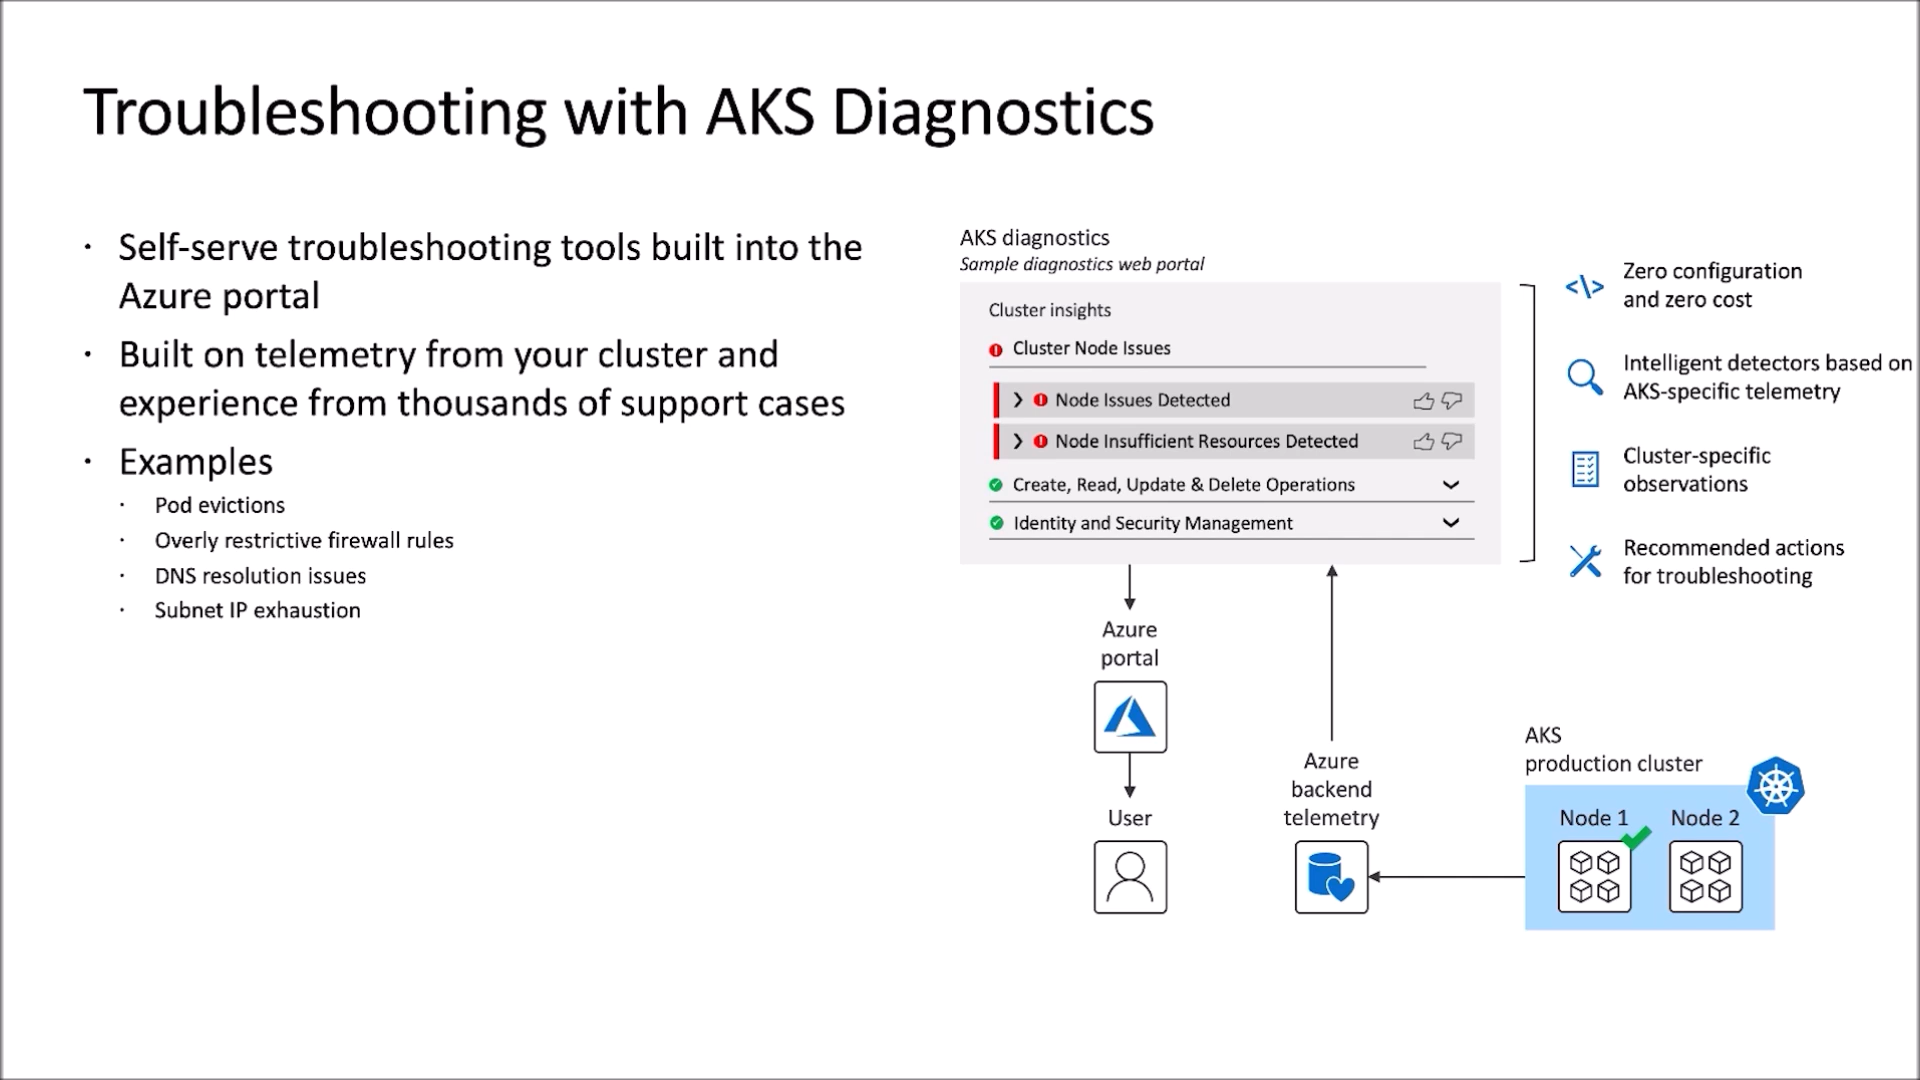 Troubleshooting with AKS Diagnostics
· Self-serve troubleshooting tools built into the
Azure portal
· Built on telemetry from your cluster and
experience from thousands of support cases
· Examples
· Pod evictions
· Overly restrictive firewall rules
· DNS resolution issues
· Subnet IP exhaustion
AKS diagnostics
Sample diagnostics web portal
Cluster insights
Cluster Node Issues
Node Issues Detected
Node Insufficient Resources Detected
Create, Read, Update & Delete Operations
Identity and Security Management
Zero configuration
and zero cost
Intelligent detectors based on
AKS-specific telemetry
Cluster-specific
observations
Recommended actions
for troubleshooting
Azure
portal
User
Azure
backend
telemetry
AKS
production cluster
Node 1
Node 2